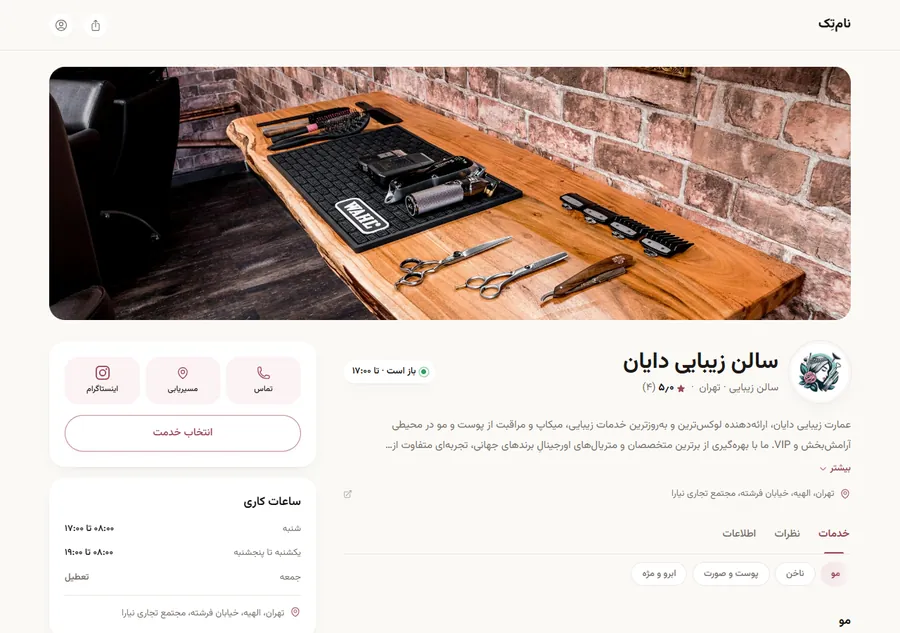 نام‌تک
WAHC
سالن زیبایی دایان
سالن زیبایی · تهران · ۵٫۰ (۴)
باز است · تا ۱۷:۰۰
عمارت زیبایی دایان، ارائه‌دهنده لوکس‌ترین و به‌روزترین خدمات زیبایی، میکاپ و مراقبت از پوست و مو در محیطی
آرامش‌بخش و VIP. ما با بهره‌گیری از برترین متخصصان و متریال‌های اورجینال برندهای جهانی، تجربه‌ای متفاوت از...
بیشتر
تهران، الهیه، خیابان فرشته، مجتمع تجاری نیارا
خدمات
نظرات
اطلاعات
مو
ناخن
پوست و صورت
ابرو و مژه
مو
تماس
مسیریابی
اینستاگرام
انتخاب خدمت
ساعات کاری
شنبه ۰۸:۰۰ تا ۱۷:۰۰
یکشنبه تا پنجشنبه ۰۸:۰۰ تا ۱۹:۰۰
جمعه تعطیل
تهران، الهیه، خیابان فرشته، مجتمع تجاری نیارا